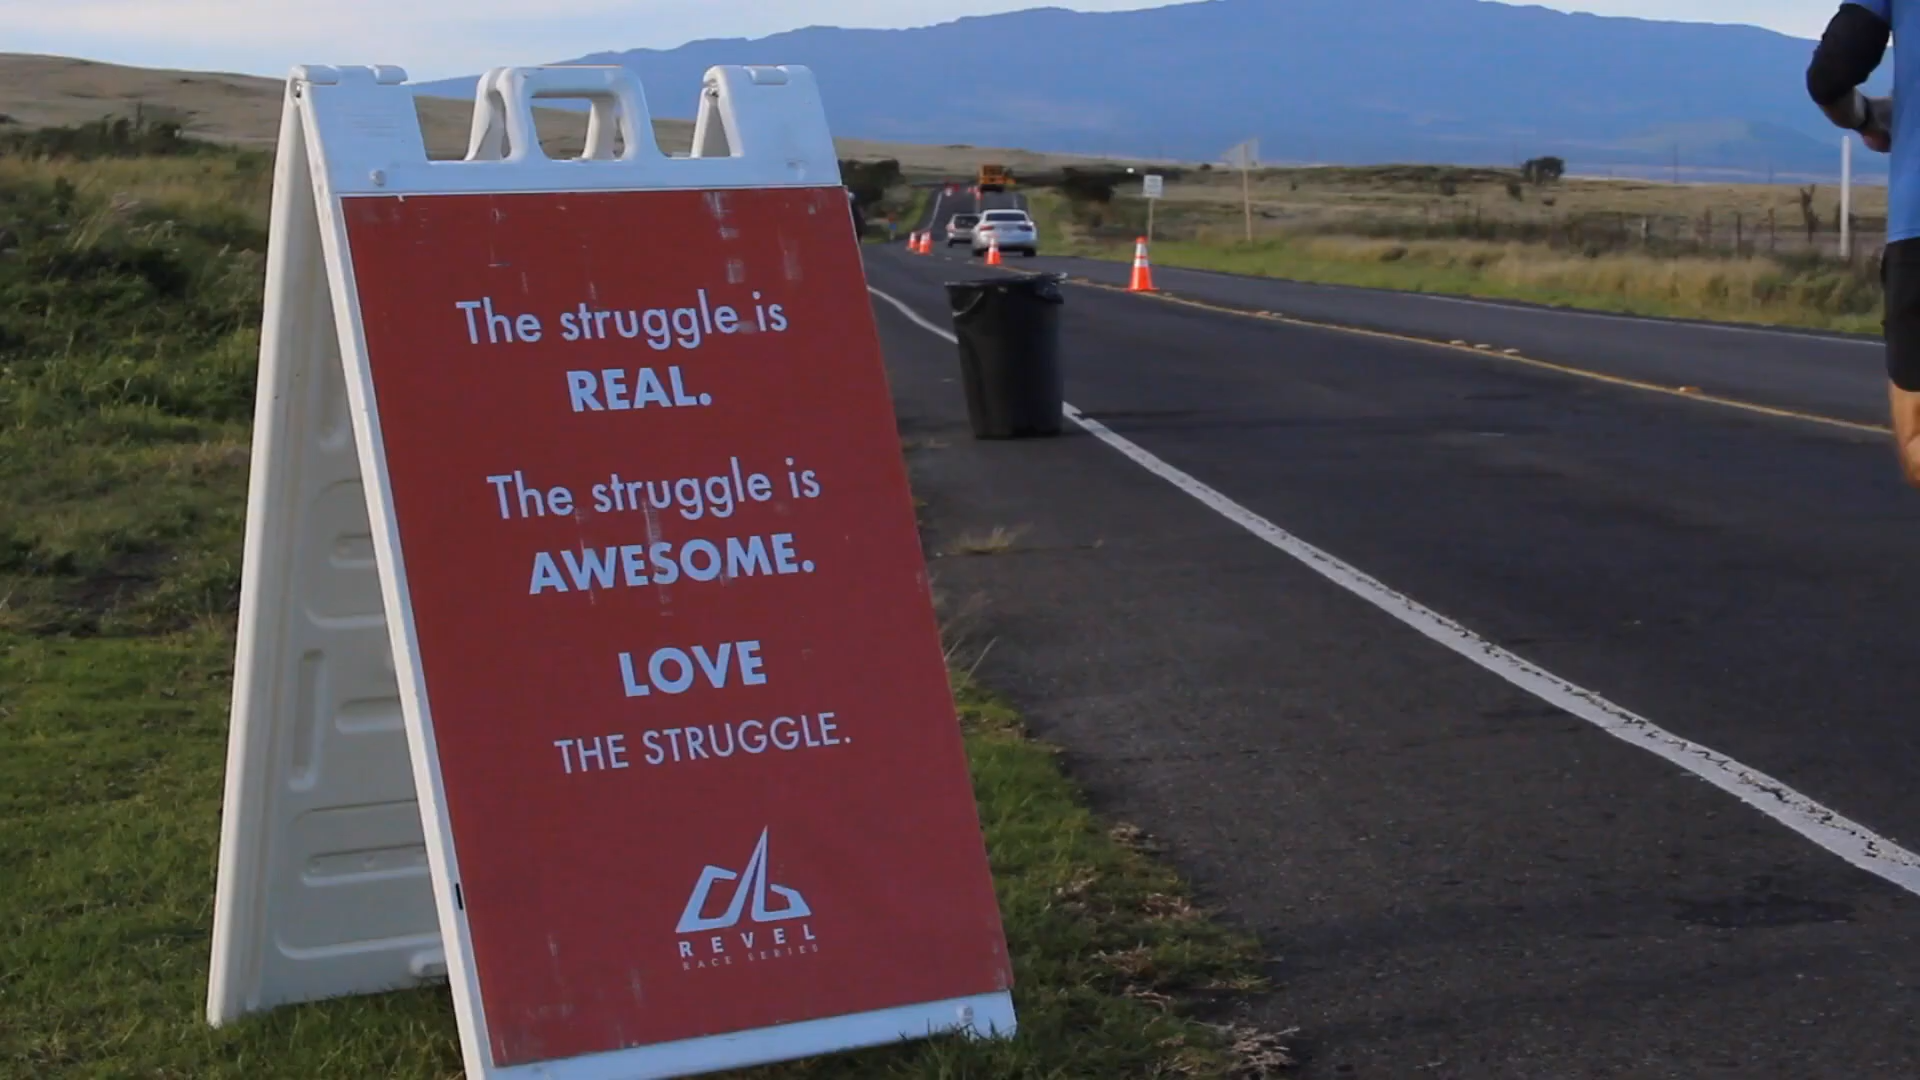 The struggle is
REAL.
The struggle is
AWESOME.
LOVE
THE STRUGGLE.
REVEL
RACE SERIES